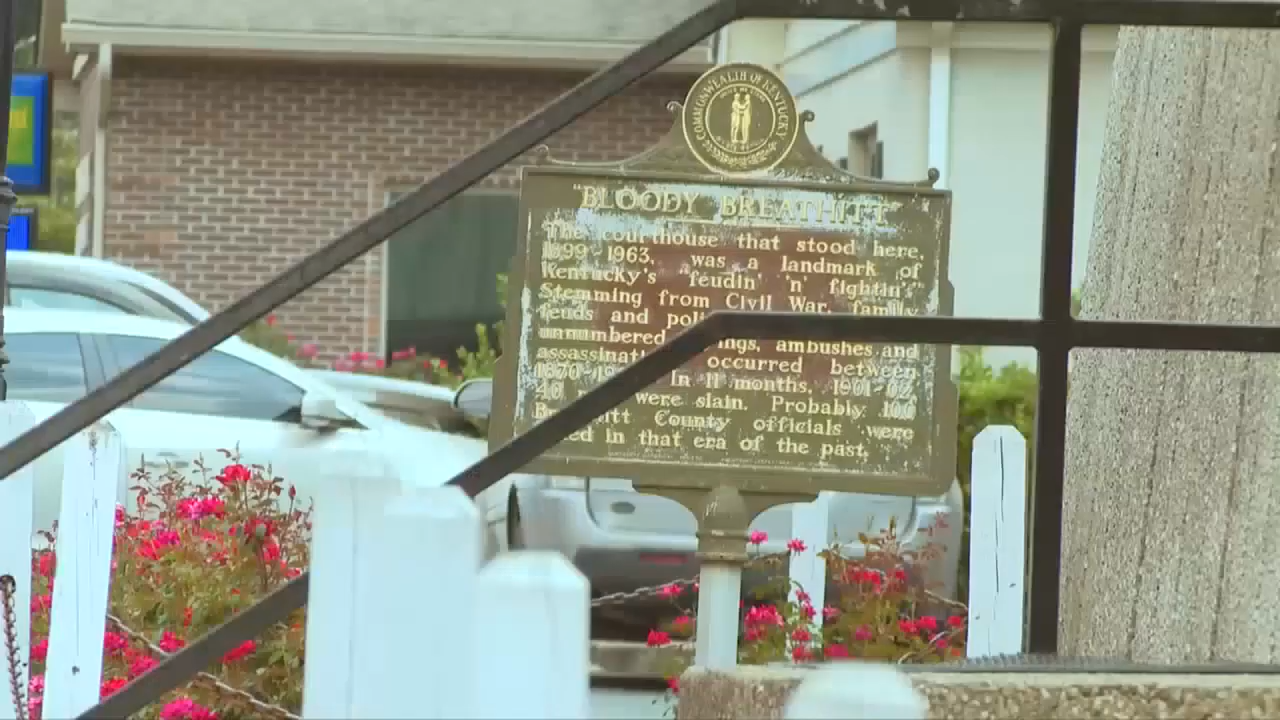 COMMONWEALTH OF KENTUCKY
"BLOODY BREATHITT"
The courthouse that stood here,
1899-1963, was a landmark of
Kentucky's "feudin' 'n' fightin'."
Stemming from Civil War, family
feuds and
unnumbered ambushes and
occurred between
In 11 months, 1901-02,
40 were slain. Probably 100
County officials were
in that era of the past.